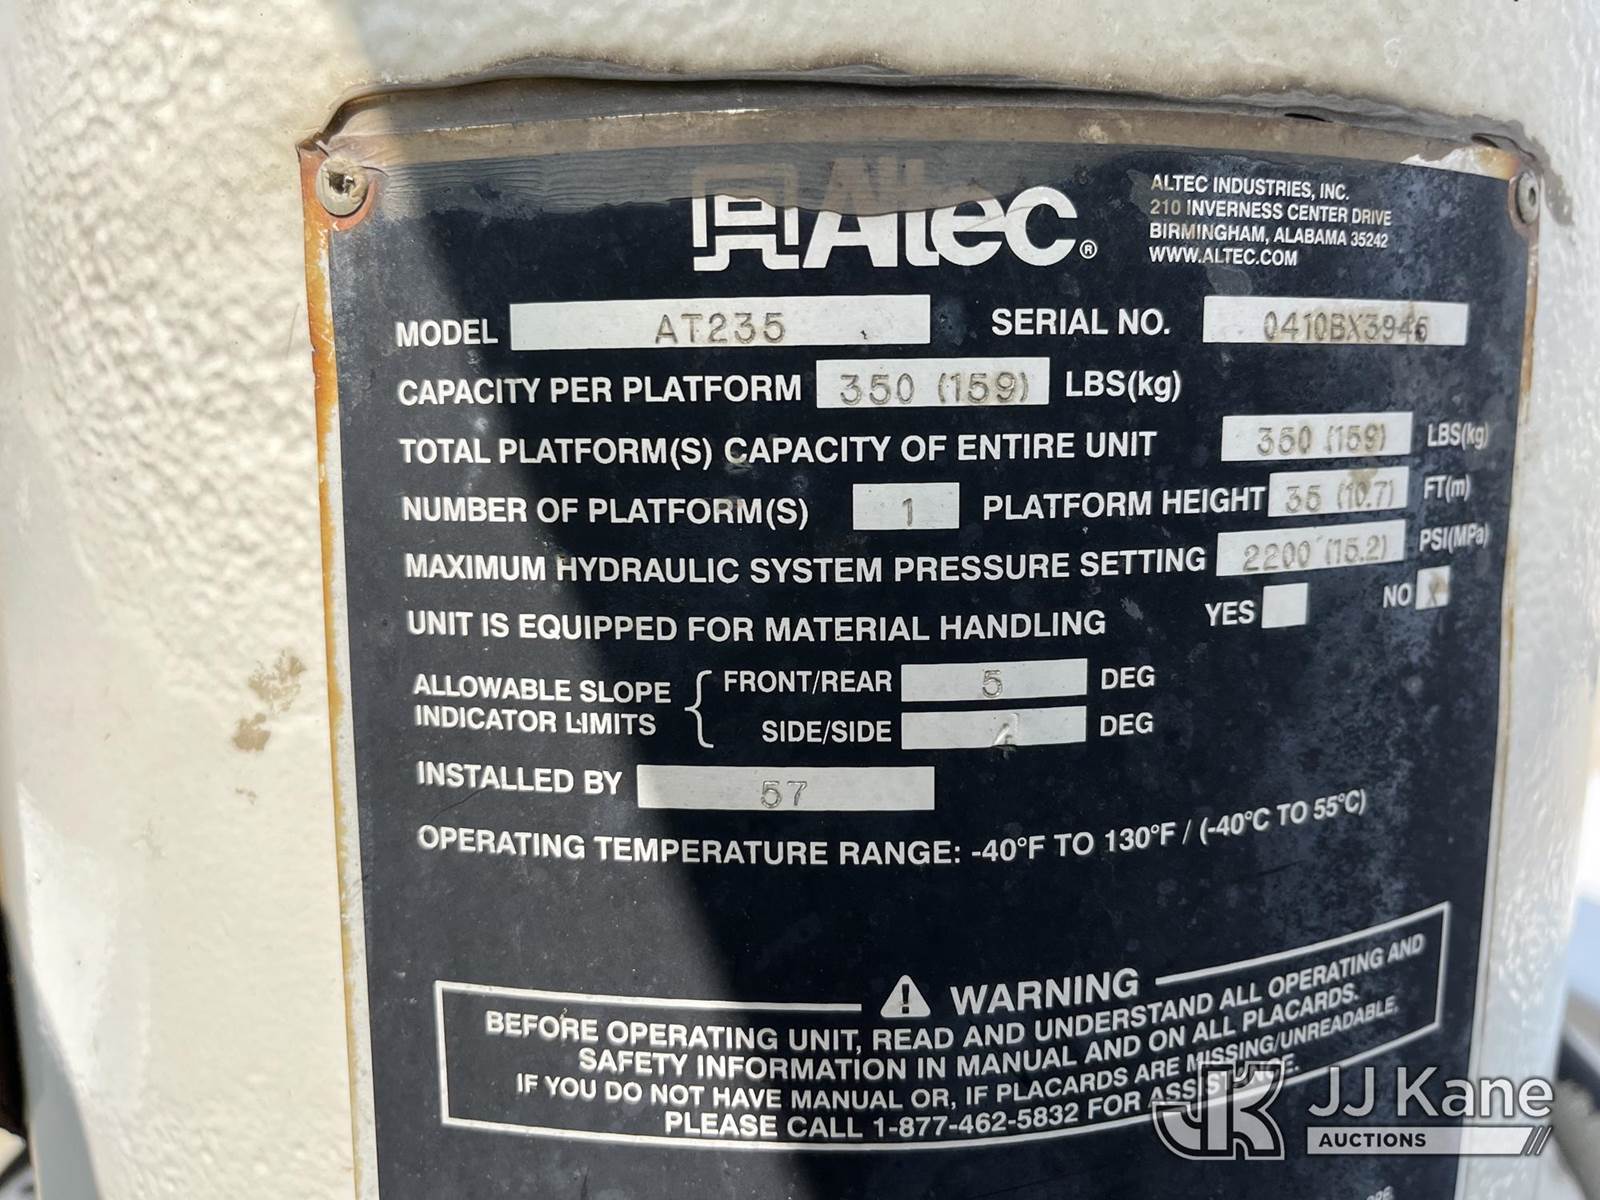 Altec®
ALTEC INDUSTRIES, INC.
210 INVERNESS CENTER DRIVE
BIRMINGHAM, ALABAMA 35242
WWW.ALTEC.COM
MODEL AT235 SERIAL NO. 0410BX3946
CAPACITY PER PLATFORM 350 (159) LBS(kg)
TOTAL PLATFORM(S) CAPACITY OF ENTIRE UNIT 350 (159) LBS(kg)
NUMBER OF PLATFORM(S) 1 PLATFORM HEIGHT 35 (10.7) FT(m)
MAXIMUM HYDRAULIC SYSTEM PRESSURE SETTING 2200 (15.2) PSI(MPa)
UNIT IS EQUIPPED FOR MATERIAL HANDLING YES NO X
ALLOWABLE SLOPE INDICATOR LIMITS
FRONT/REAR 5 DEG
SIDE/SIDE DEG
INSTALLED BY 57
OPERATING TEMPERATURE RANGE: -40°F TO 130°F / (-40°C TO 55°C)
WARNING
BEFORE OPERATING UNIT, READ AND UNDERSTAND ALL OPERATING AND
SAFETY INFORMATION IN MANUAL AND ON ALL PLACARDS.
IF YOU DO NOT HAVE MANUAL OR, IF PLACARDS ARE MISSING/UNREADABLE,
PLEASE CALL 1-877-462-5832 FOR ASSISTANCE.
JK JJ Kane
AUCTIONS